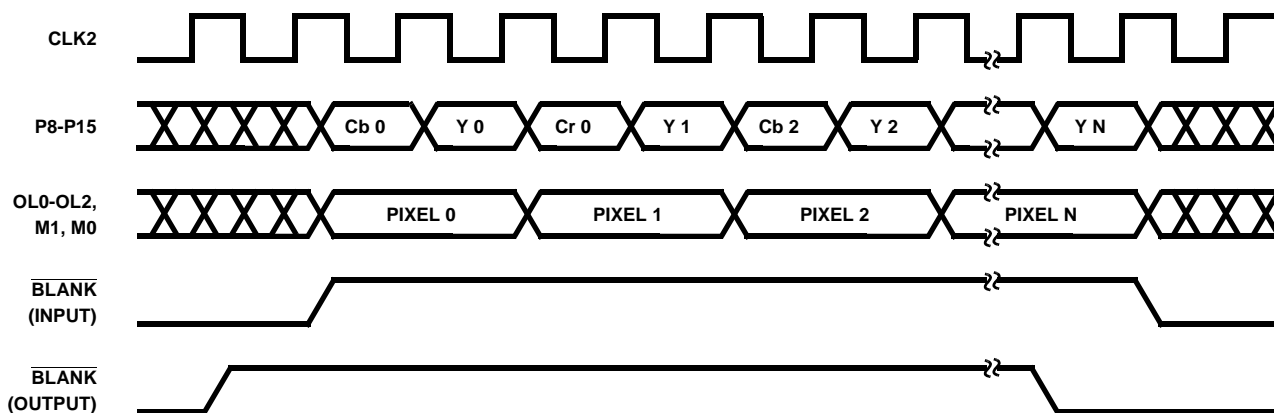 CLK2
P8-P15
Cb 0 Y 0 Cr 0 Y 1 Cb 2 Y 2 Y N
OL0-OL2,
M1, M0
PIXEL 0 PIXEL 1 PIXEL 2 PIXEL N
BLANK
(INPUT)
BLANK
(OUTPUT)